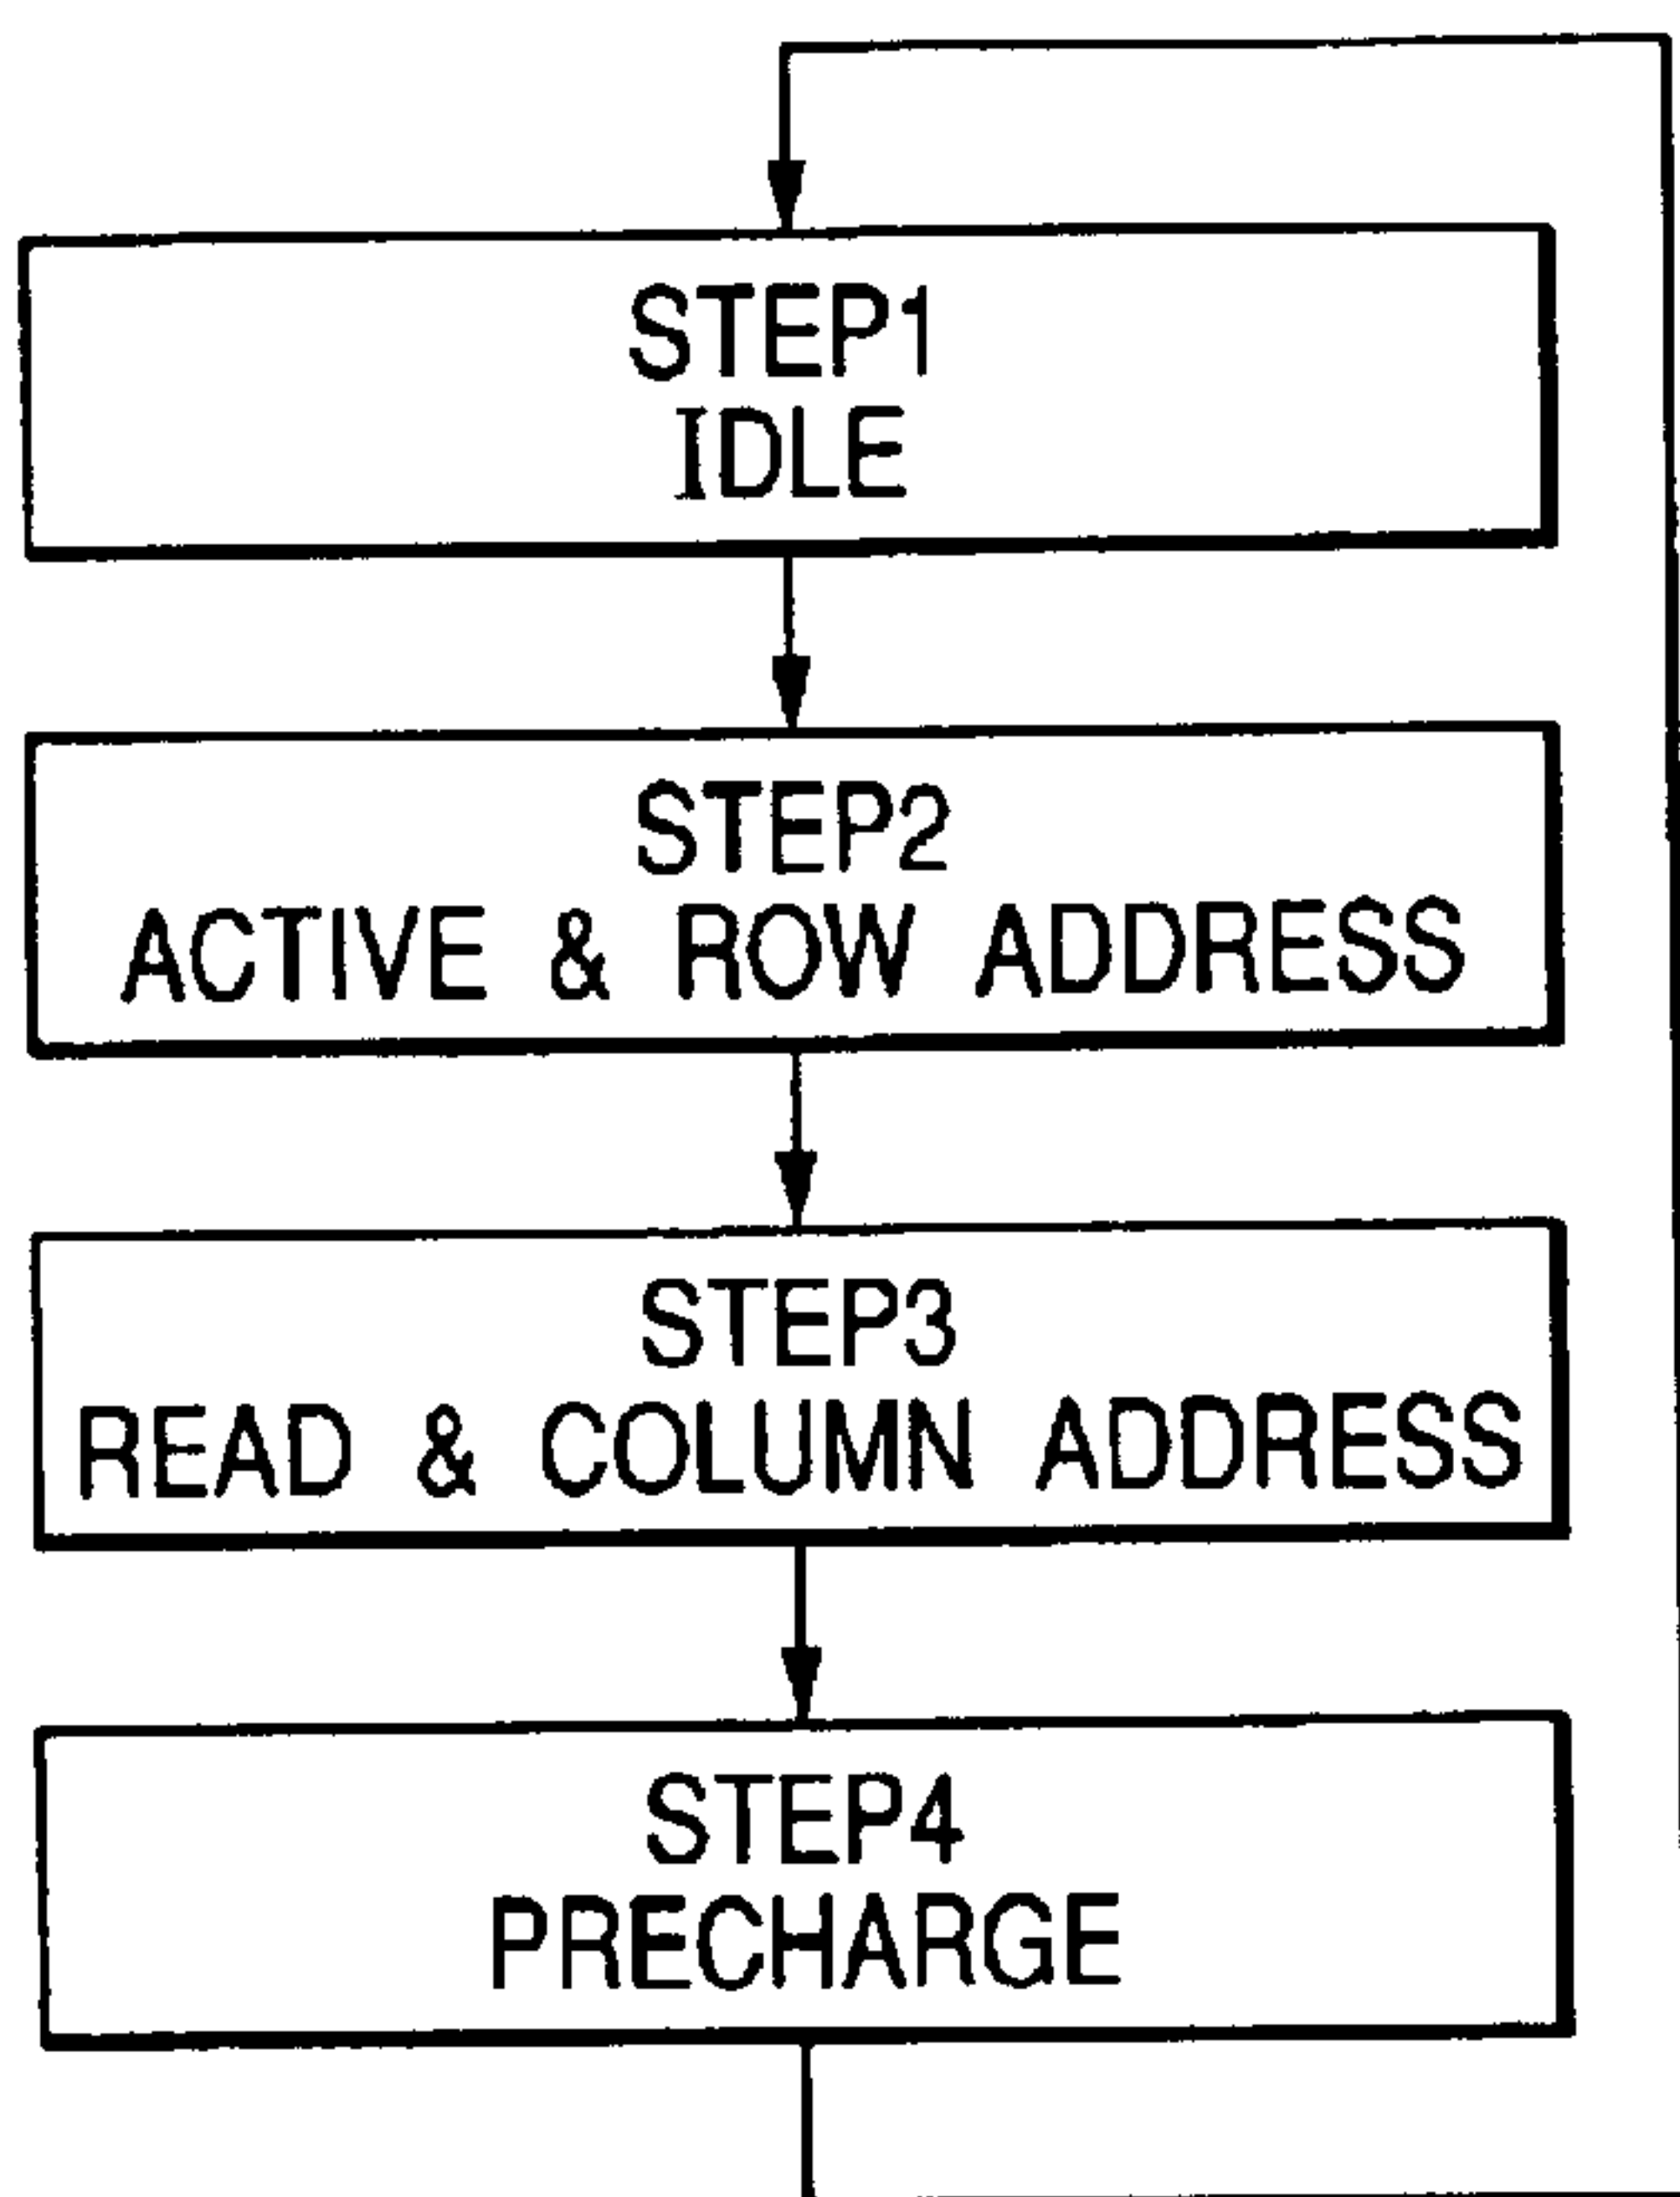 STEP1
IDLE
STEP2
ACTIVE & ROW ADDRESS
STEP3
READ & COLUMN ADDRESS
STEP4
PRECHARGE